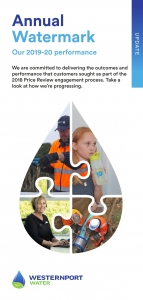 Annual
Watermark
Our 2019-20 performance
UPDATE
We are committed to delivering the outcomes and
performance that customers sought as part of the
2018 Price Review engagement process. Take a
look at how we're progressing.
WESTERNPORT
WATER